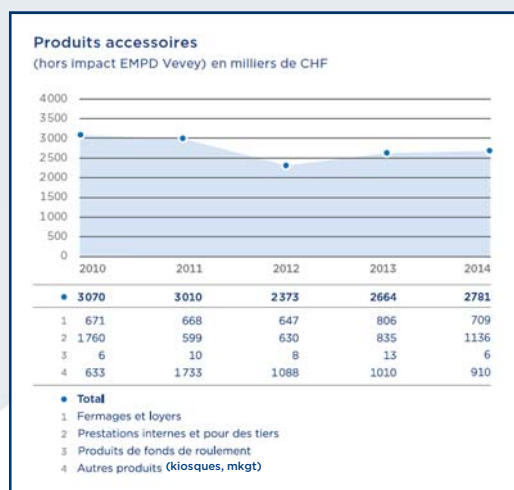 Produits accessoires
(hors impact EMPD Vevey) en milliers de CHF
4000
3500
3000
2500
2000
1500
1000
500
0
2010 2011 2012 2013 2014
• 3070 3010 2373 2664 2781
1 671 668 647 806 709
2 1760 599 630 835 1136
3 6 10 8 13 6
4 633 1733 1088 1010 910
• Total
1 Fermages et loyers
2 Prestations internes et pour des tiers
3 Produits de fonds de roulement
4 Autres produits (kiosques, mkgt)